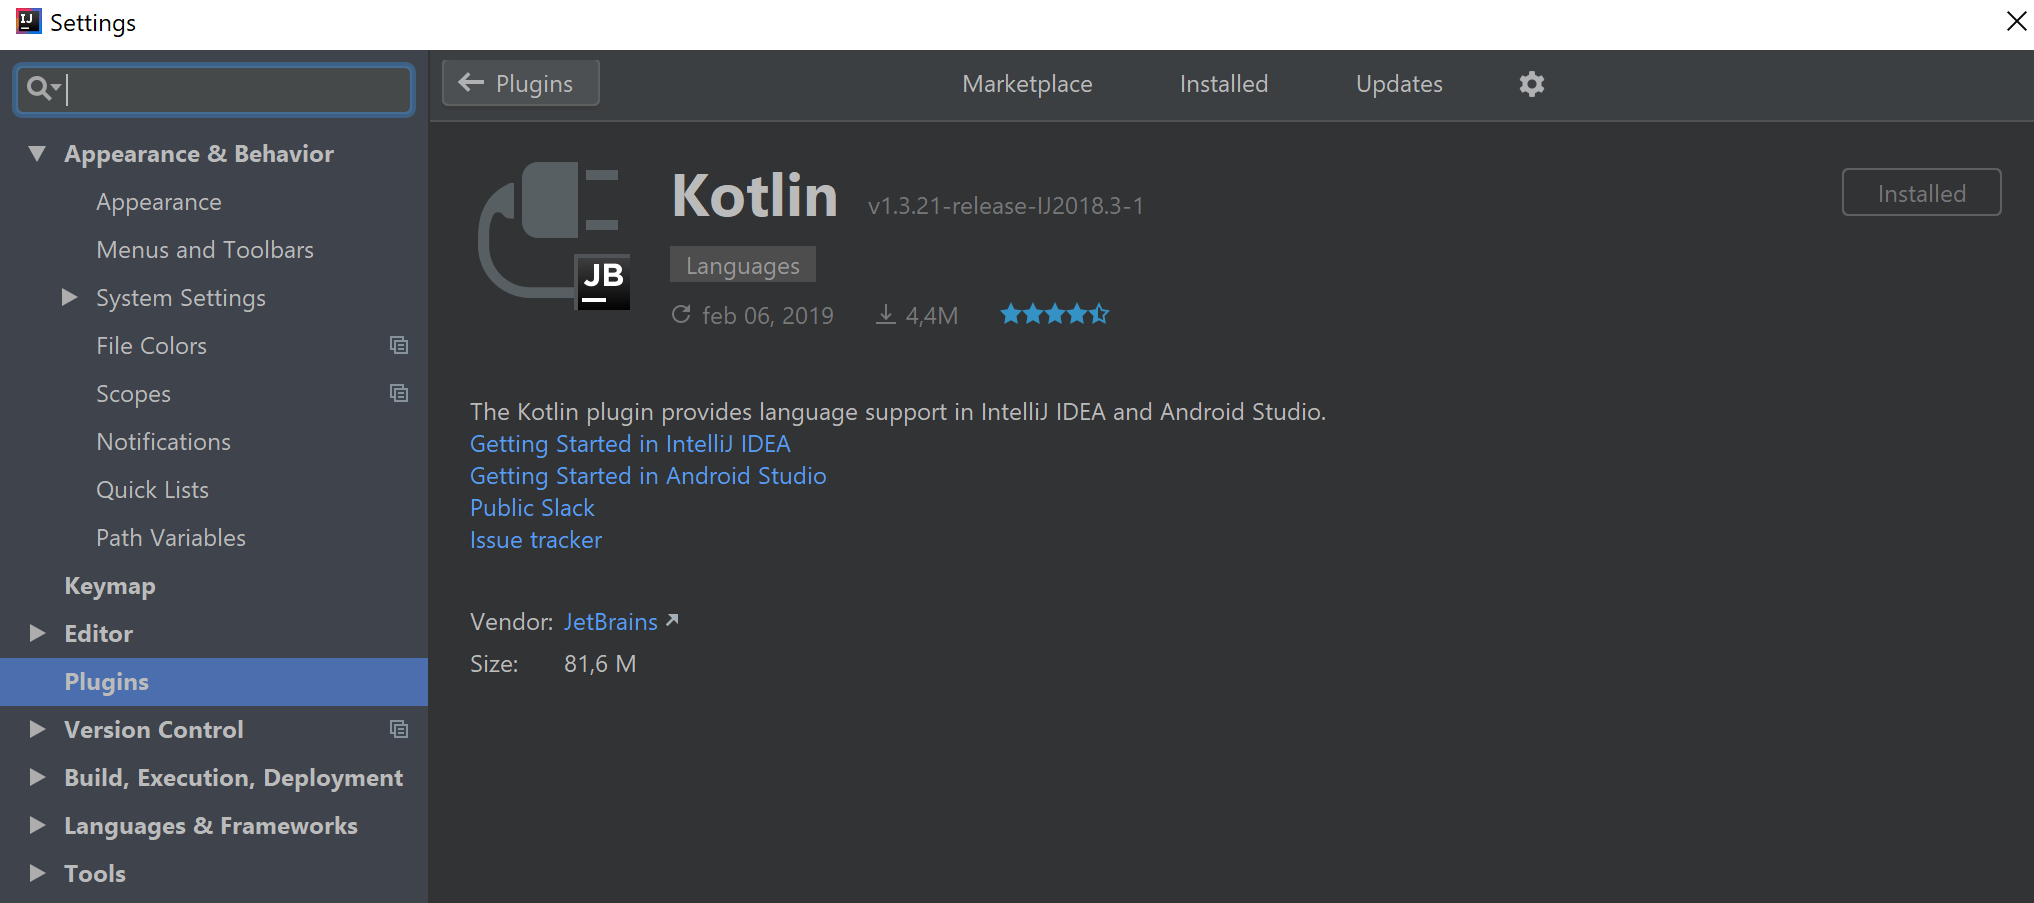 IJ
Settings
Plugins
Marketplace
Installed
Updates
Appearance & Behavior
Appearance
Menus and Toolbars
System Settings
File Colors
Scopes
Notifications
Quick Lists
Path Variables
Keymap
Editor
Plugins
Version Control
Build, Execution, Deployment
Languages & Frameworks
Tools
JB
Kotlin v1.3.21-release-IJ2018.3-1
Installed
Languages
feb 06, 2019 4,4M
The Kotlin plugin provides language support in IntelliJ IDEA and Android Studio.
Getting Started in IntelliJ IDEA
Getting Started in Android Studio
Public Slack
Issue tracker
Vendor: JetBrains
Size: 81,6 M